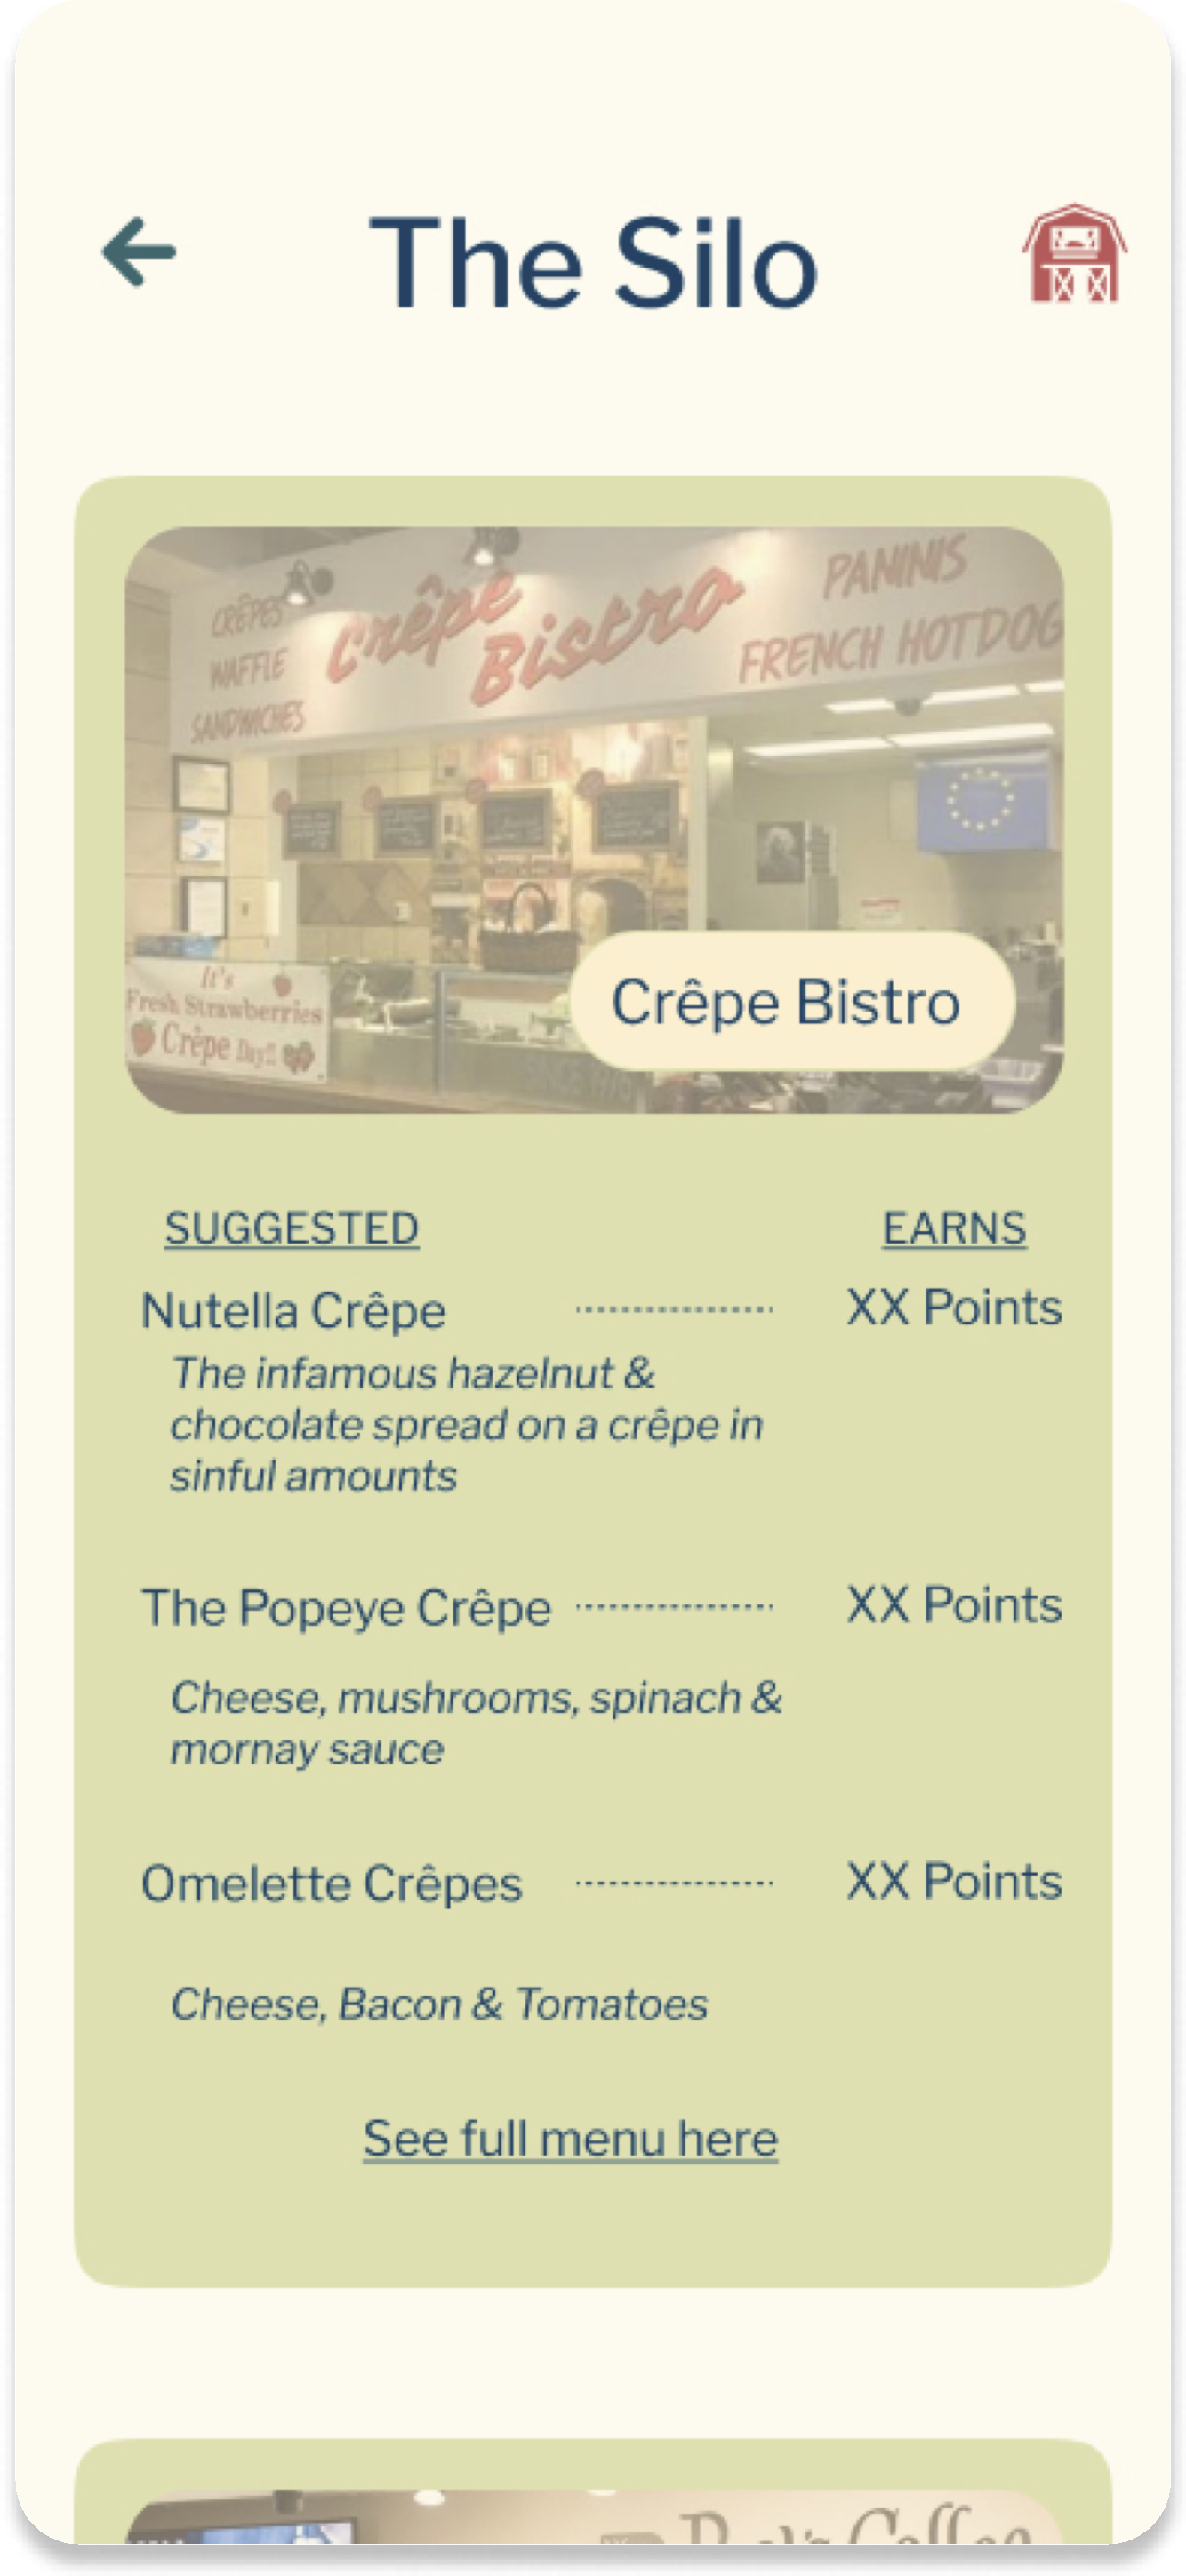 The Silo
CRÊPES
WAFFLE
SANDWICHES
Crêpe
Bistro
PANINIS
FRENCH HOTDOG
It's
Fresh Strawberries
Crêpe Day!!
Crêpe Bistro
SUGGESTED EARNS
Nutella Crêpe XX Points
The infamous hazelnut &
chocolate spread on a crêpe in
sinful amounts
The Popeye Crêpe XX Points
Cheese, mushrooms, spinach &
mornay sauce
Omelette Crêpes XX Points
Cheese, Bacon & Tomatoes
See full menu here
Coffee